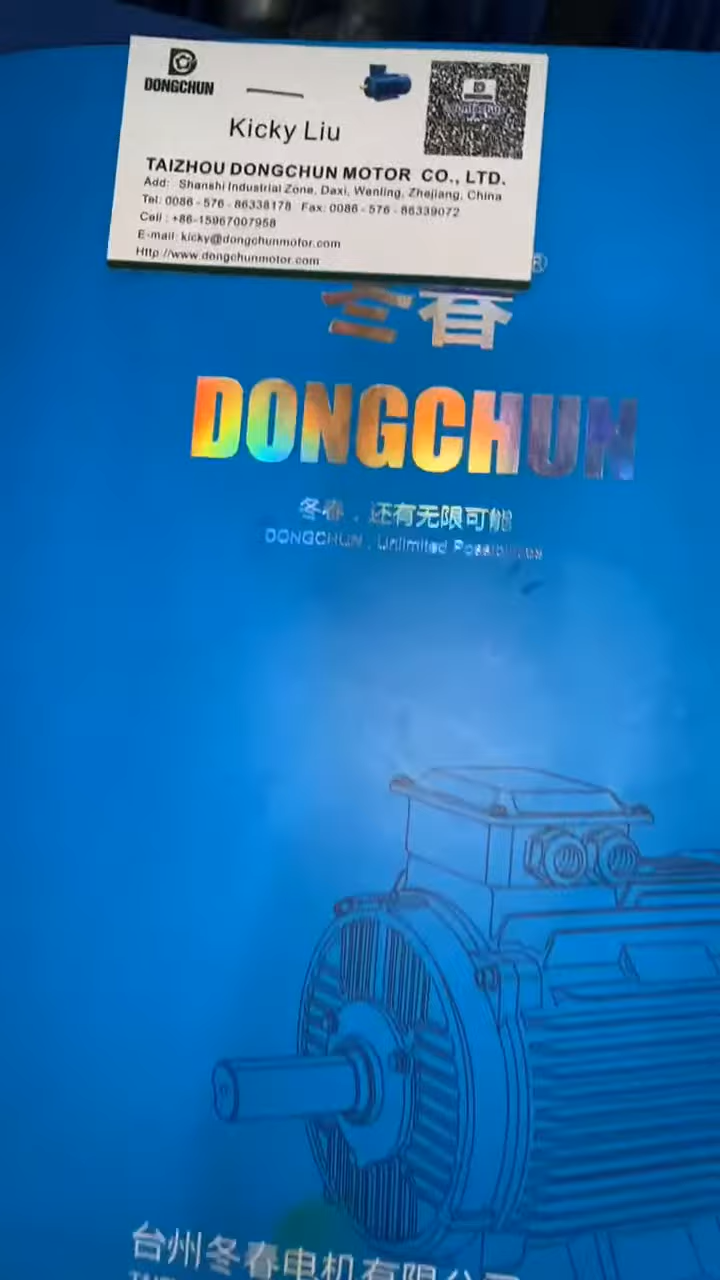 DONGCHUN
Kicky Liu
TAIZHOU DONGCHUN MOTOR CO., LTD.
Add: Shanshi Industrial Zone, Daxi, Wenling, Zhejiang, China
Tel: 0086 - 576 - 86338178 Fax: 0086 - 576 - 86339072
Cell : +86-15967007958
E-mail: kicky@dongchunmotor.com
Http://www.dongchunmotor.com
冬春®
DONGCHUN
冬春，还有无限可能
DONGCHUN , Unlimited Possibilities
台州冬春电机有限公司